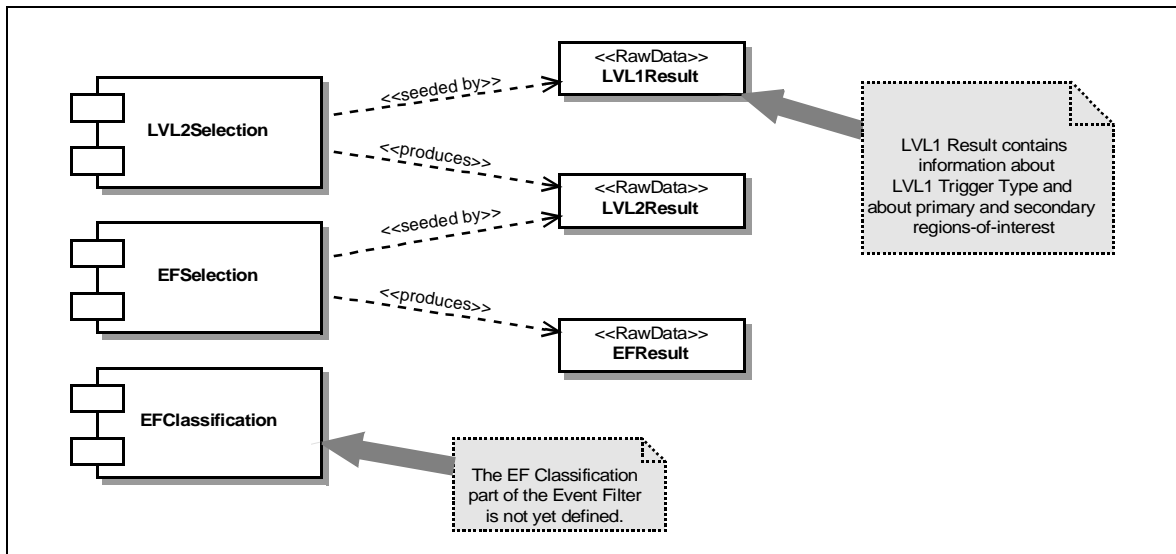 <<RawData>>
LVL1Result
<<seeded by>>
LVL2Selection
LVL1 Result contains
information about
LVL1 Trigger Type and
about primary and secondary
regions-of-interest
<<produces>>
<<RawData>>
LVL2Result
<<seeded by>>
EFSelection
<<produces>>
<<RawData>>
EFResult
EFClassification
The EF Classification
part of the Event Filter
is not yet defined.